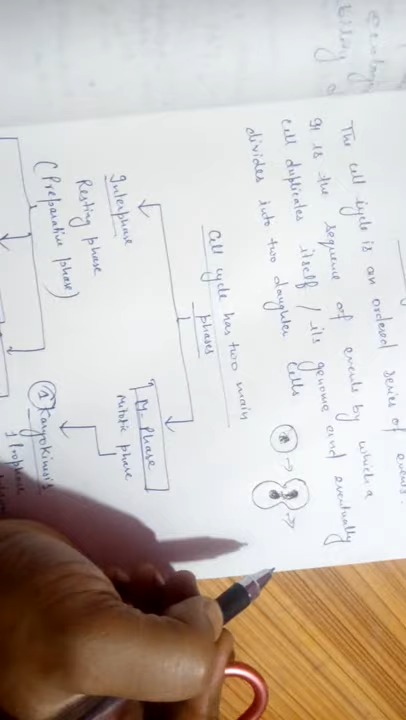 The cell cycle is an ordered series of events.
It is the sequence of events by which a
cell duplicates itself / its genome and eventually
divides into two daughter cells
Cell cycle has two main
phases
Interphase
Resting phase
(Preparative phase)
M-Phase
Mitotic phase
① Karyokinesis
1 Prophase